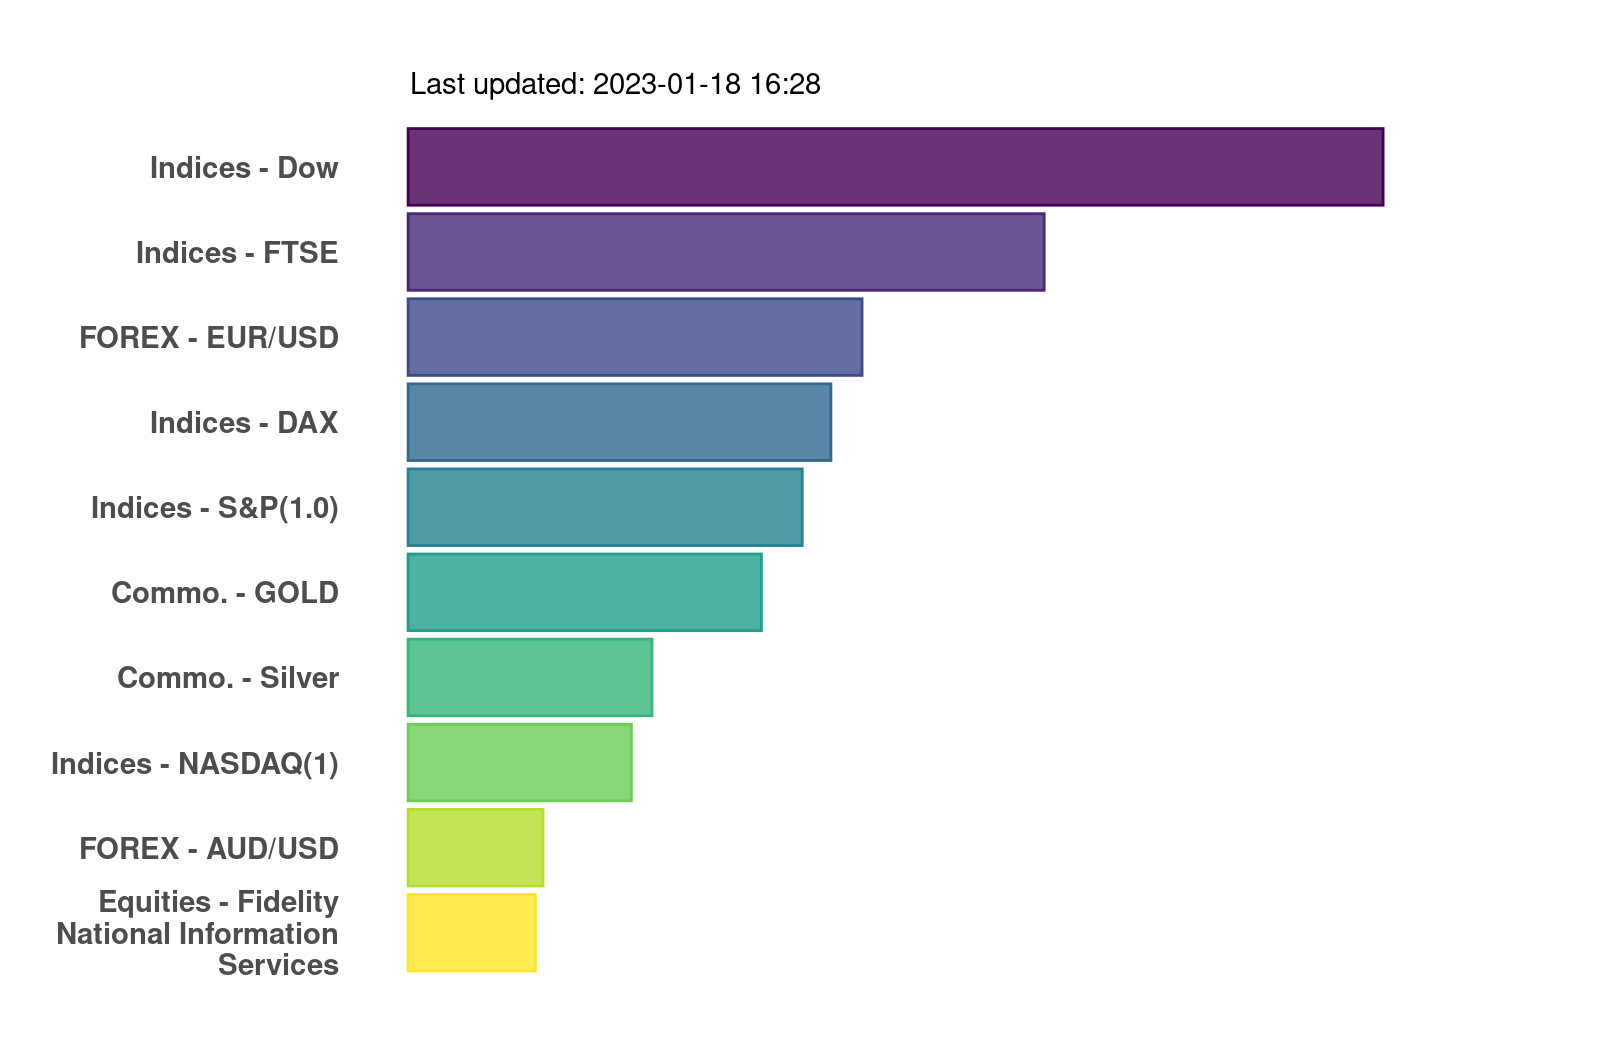 Last updated: 2023-01-18 16:28
Indices - Dow
Indices - FTSE
FOREX - EUR/USD
Indices - DAX
Indices - S&P(1.0)
Commo. - GOLD
Commo. - Silver
Indices - NASDAQ(1)
FOREX - AUD/USD
Equities - Fidelity
National Information
Services